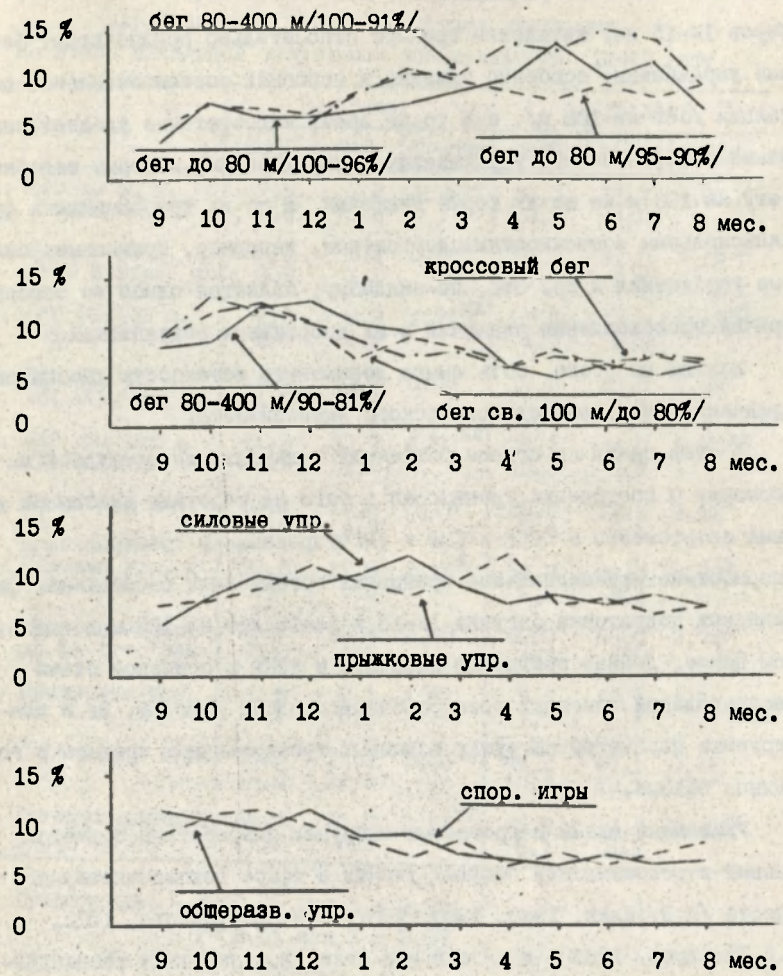 15 %
бег 80-400 м/100-91%/
10
5
бег до 80 м/100-96%/
бег до 80 м/95-90%/
0
9 10 11 12 1 2 3 4 5 6 7 8 мес.
15 %
кроссовый бег
10
5
бег 80-400 м/90-81%/
бег св. 100 м/до 80%/
0
9 10 11 12 1 2 3 4 5 6 7 8 мес.
15 %
силовые упр.
10
5
прыжковые упр.
0
9 10 11 12 1 2 3 4 5 6 7 8 мес.
15 %
спор. игры
10
5
общеразв. упр.
0
9 10 11 12 1 2 3 4 5 6 7 8 мес.